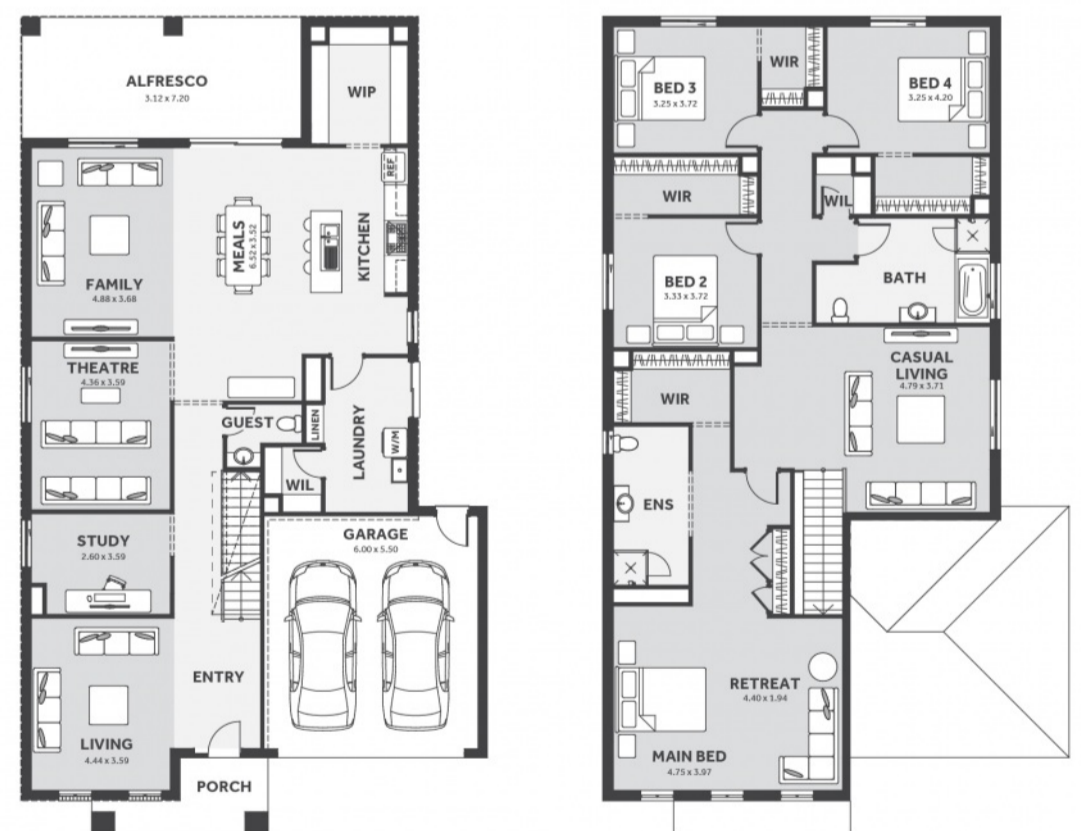 ALFRESCO
3.12 x 7.20
WIP
REF
MEALS
6.52 x 3.52
KITCHEN
FAMILY
4.88 x 3.68
THEATRE
4.36 x 3.59
GUEST
LINEN
LAUNDRY
W/M
WIL
STUDY
2.60 x 3.59
GARAGE
6.00 x 5.50
ENTRY
LIVING
4.44 x 3.59
PORCH
BED 3
3.25 x 3.72
WIR
BED 4
3.25 x 4.20
WIR
WIL
BATH
BED 2
3.33 x 3.72
CASUAL
LIVING
4.79 x 3.71
WIR
ENS
RETREAT
4.40 x 1.94
MAIN BED
4.75 x 3.97